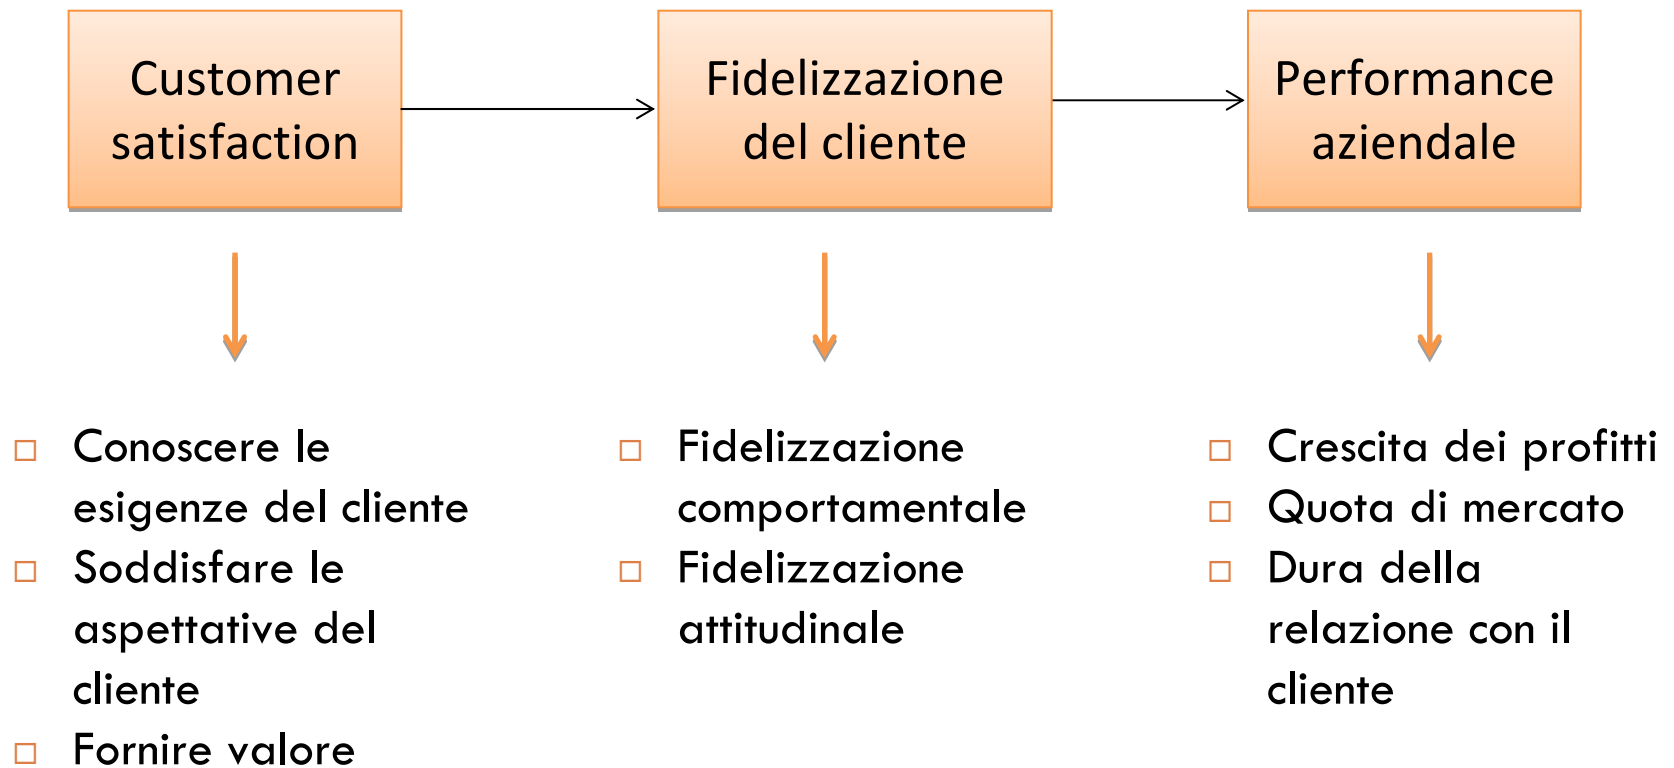 Customer
satisfaction
Fidelizzazione
del cliente
Performance
aziendale
Conoscere le
esigenze del cliente
Soddisfare le
aspettative del
cliente
Fornire valore
Fidelizzazione
comportamentale
Fidelizzazione
attitudinale
Crescita dei profitti
Quota di mercato
Dura della
relazione con il
cliente